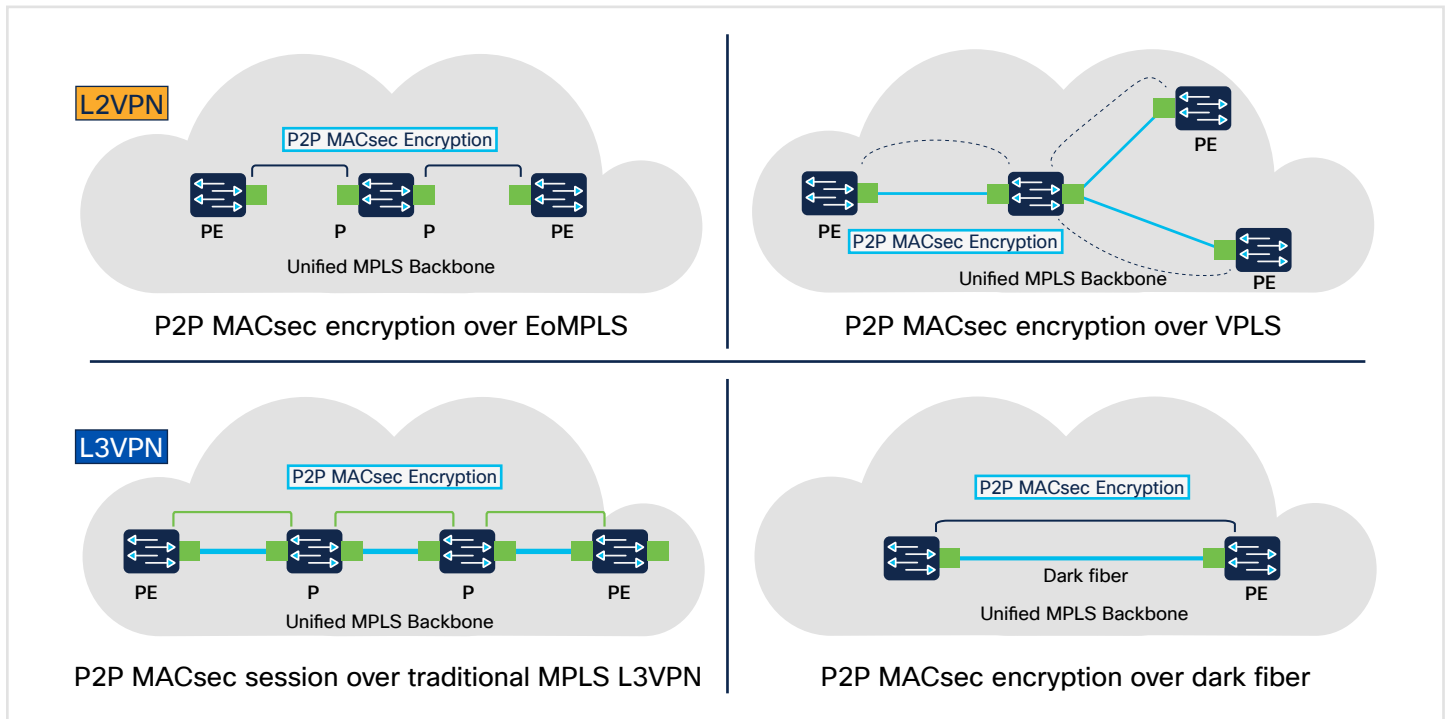 L2VPN
P2P MACsec Encryption
PE
P
P
PE
Unified MPLS Backbone
P2P MACsec encryption over EoMPLS
PE
PE
P2P MACsec Encryption
Unified MPLS Backbone
PE
P2P MACsec encryption over VPLS
L3VPN
P2P MACsec Encryption
PE
P
P
PE
Unified MPLS Backbone
P2P MACsec session over traditional MPLS L3VPN
P2P MACsec Encryption
Dark fiber
PE
Unified MPLS Backbone
P2P MACsec encryption over dark fiber